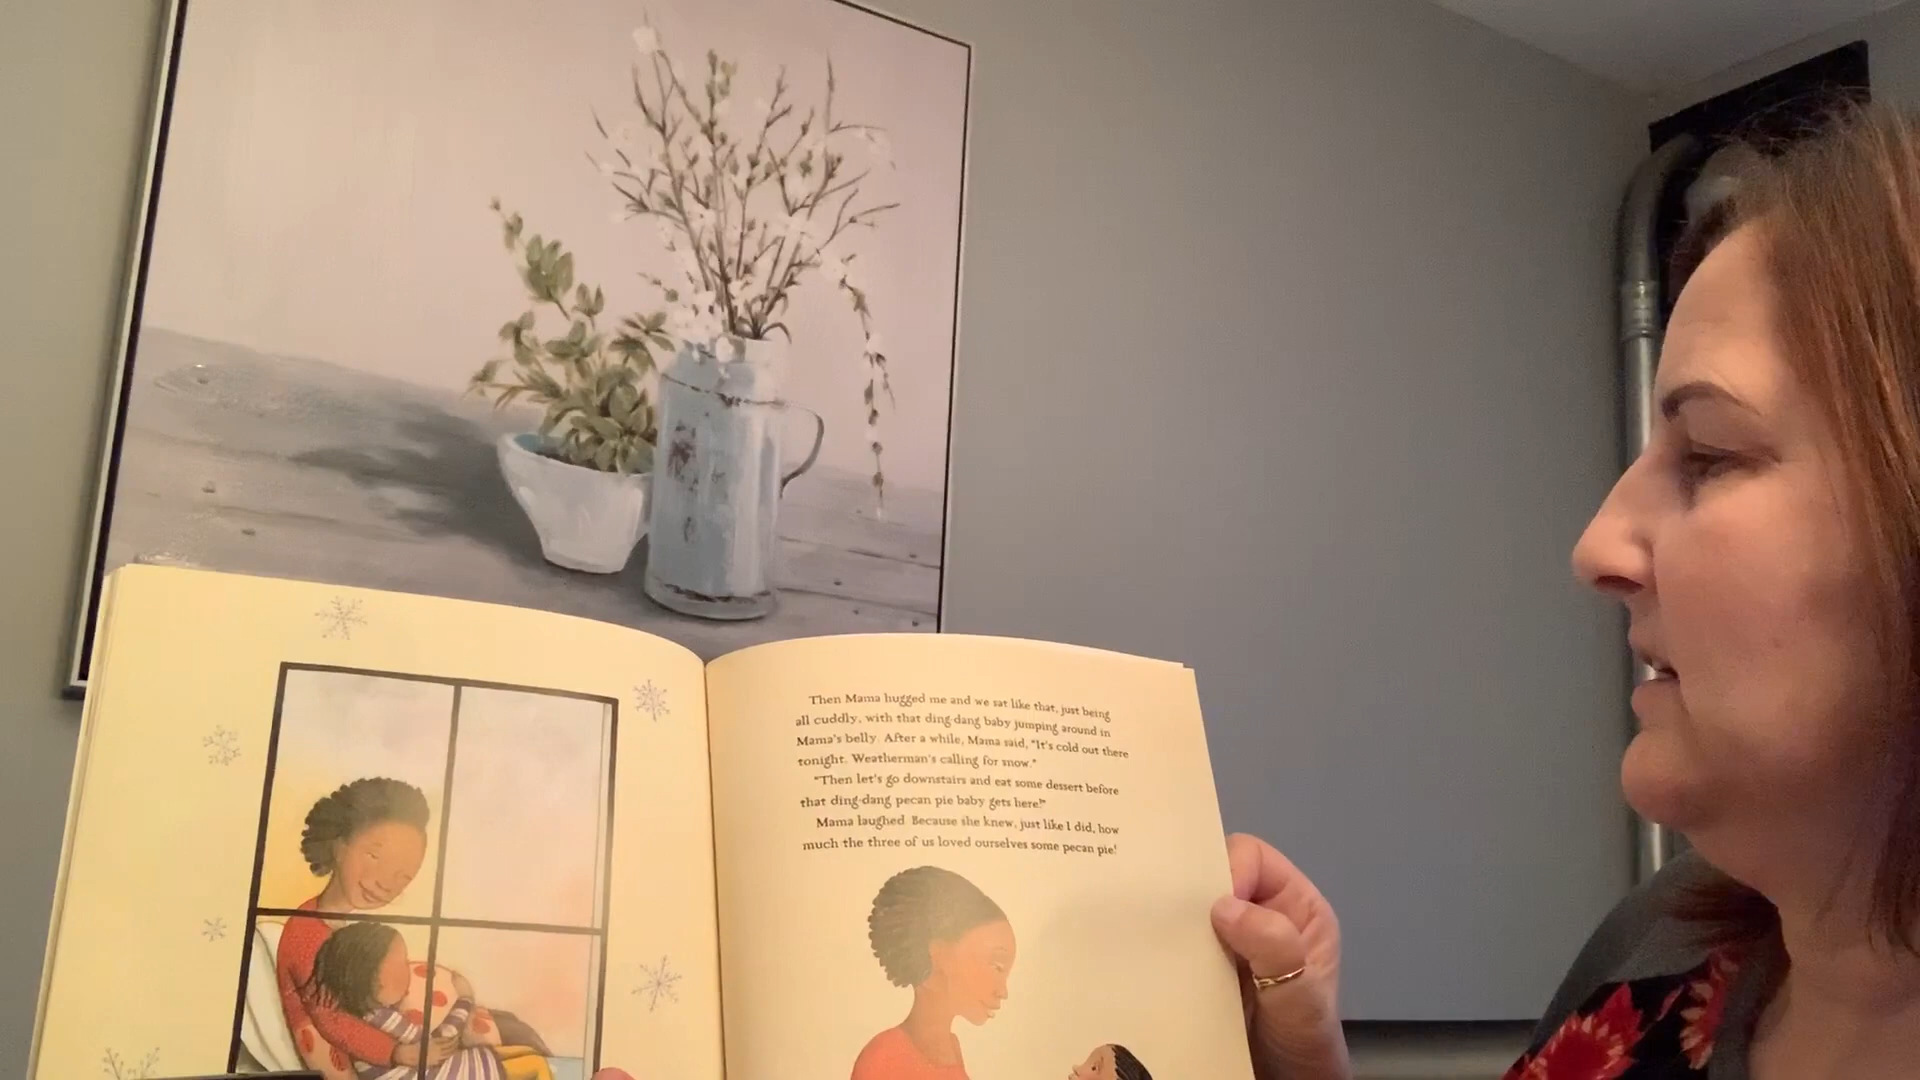 Then Mama hugged me and we sat like that, just being
all cuddly, with that ding-dang baby jumping around in
Mama's belly. After a while, Mama said, "It's cold out there
tonight. Weatherman's calling for snow."
"Then let's go downstairs and eat some dessert before
that ding-dang pecan pie baby gets here!"
Mama laughed. Because she knew, just like I did, how
much the three of us loved ourselves some pecan pie!